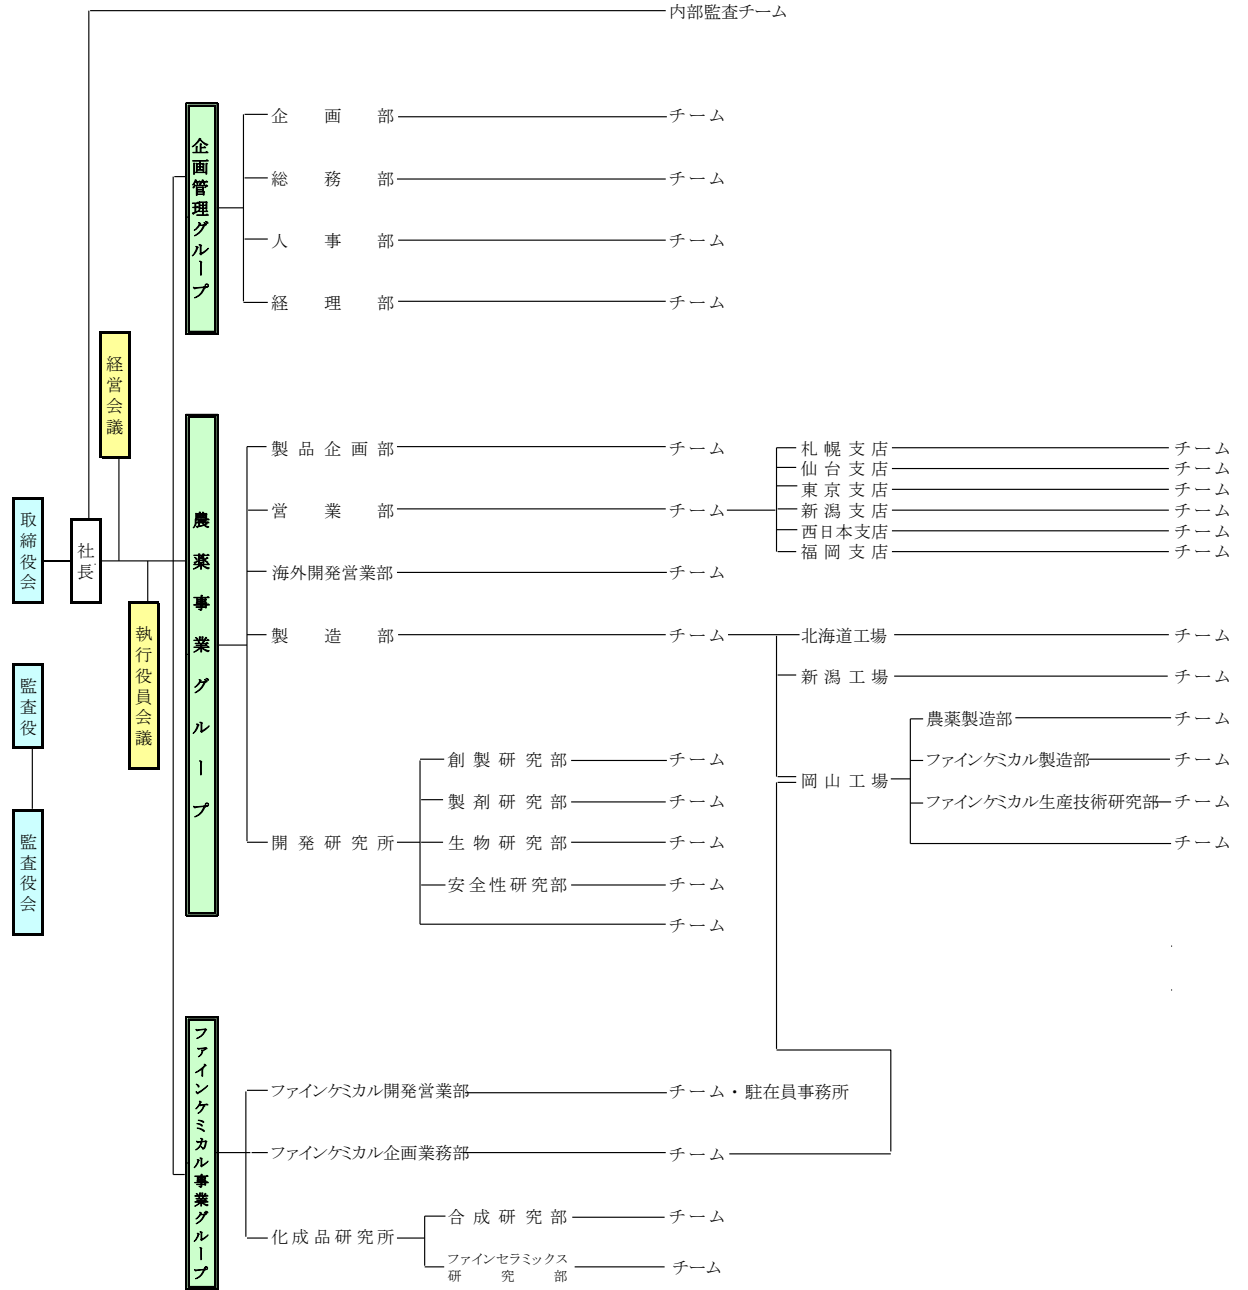 内部監査チーム
取締役会
社長
監査役
監査役会
経営会議
執行役員会議
企画管理グループ
企画部 チーム
総務部 チーム
人事部 チーム
経理部 チーム
農薬事業グループ
製品企画部 チーム
営業部 チーム
札幌支店 チーム
仙台支店 チーム
東京支店 チーム
新潟支店 チーム
西日本支店 チーム
福岡支店 チーム
海外開発営業部 チーム
製造部 チーム
北海道工場 チーム
新潟工場 チーム
岡山工場
農薬製造部 チーム
ファインケミカル製造部 チーム
ファインケミカル生産技術研究部 チーム
チーム
開発研究所
創製研究部 チーム
製剤研究部 チーム
生物研究部 チーム
安全性研究部 チーム
チーム
ファインケミカル事業グループ
ファインケミカル開発営業部 チーム・駐在員事務所
ファインケミカル企画業務部 チーム
化成品研究所
合成研究部 チーム
ファインセラミックス
研究部 チーム